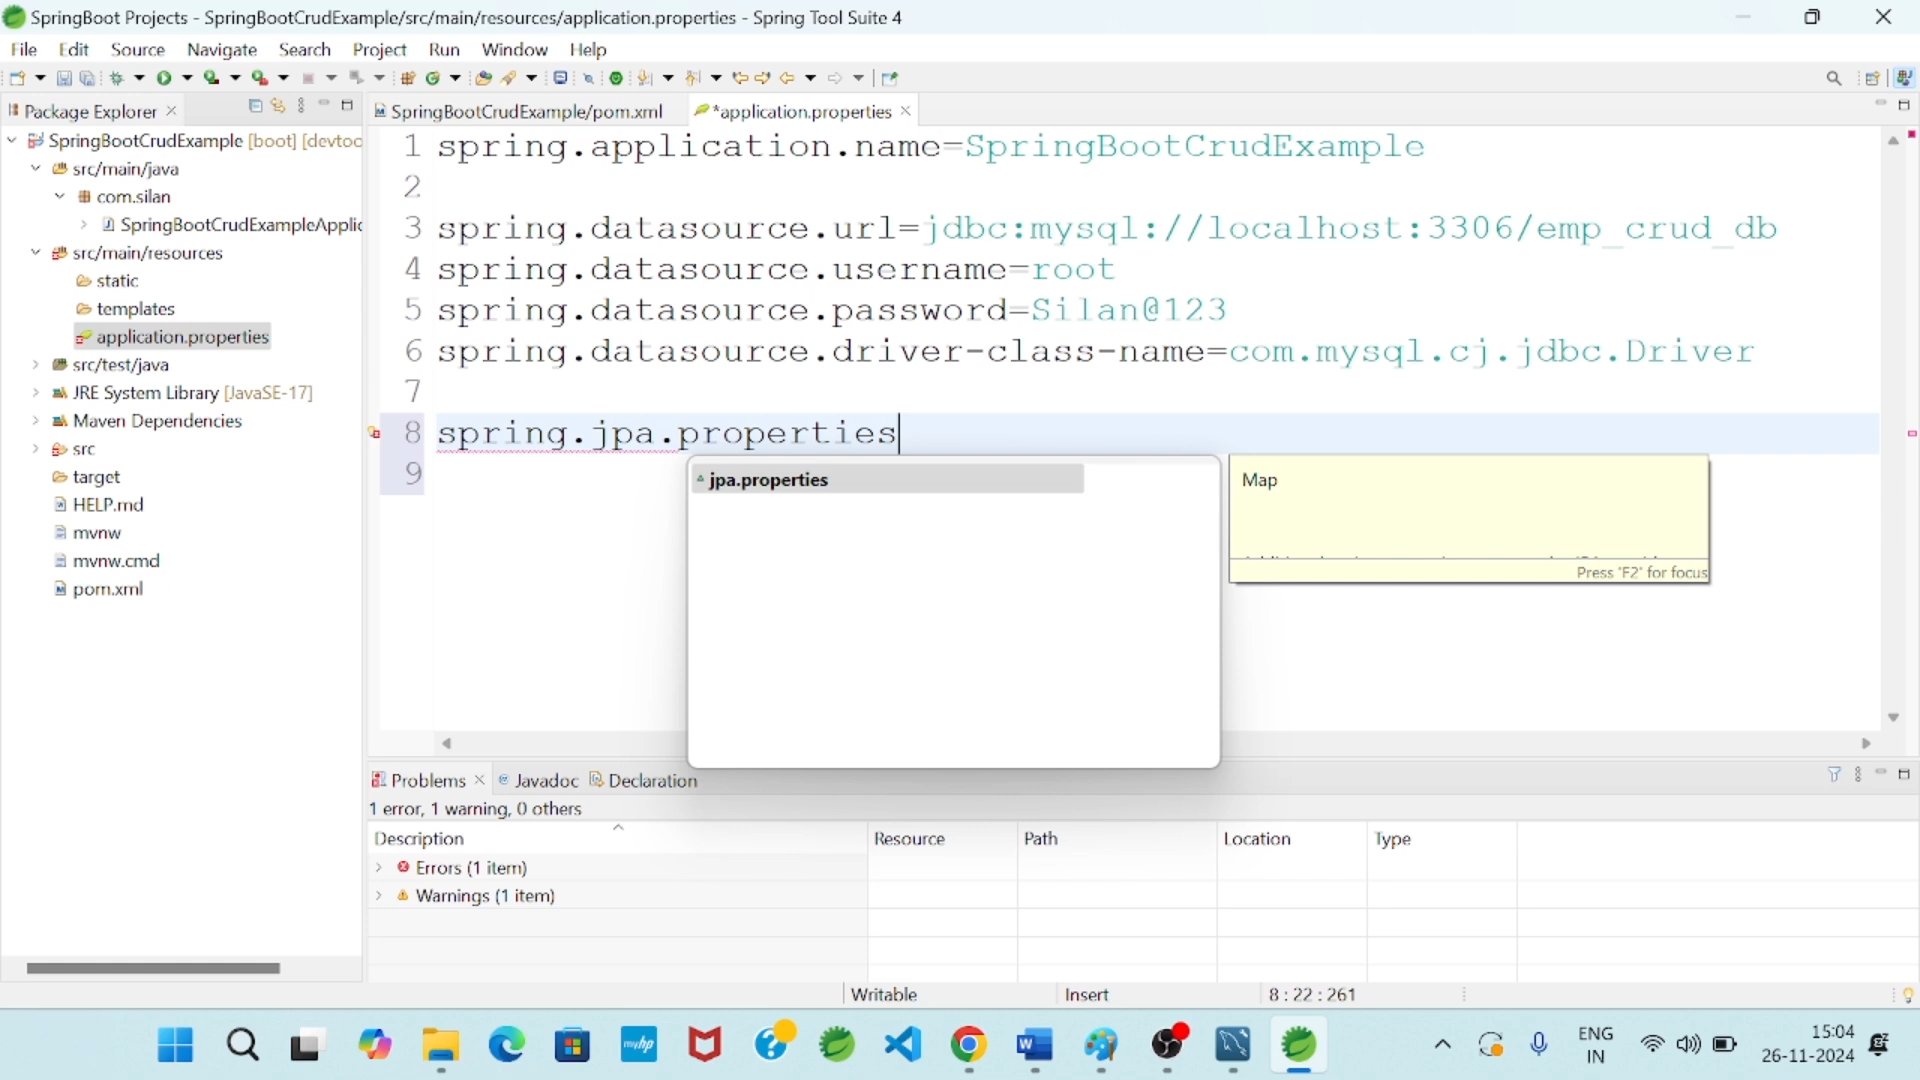 SpringBoot Projects - SpringBootCrudExample/src/main/resources/application.properties - Spring Tool Suite 4
File Edit Source Navigate Search Project Run Window Help
Package Explorer
SpringBootCrudExample [boot] [devtoo
src/main/java
com.silan
SpringBootCrudExampleApplic
src/main/resources
static
templates
application.properties
src/test/java
JRE System Library [JavaSE-17]
Maven Dependencies
src
target
HELP.md
mvnw
mvnw.cmd
pom.xml
SpringBootCrudExample/pom.xml
*application.properties
1 spring.application.name=SpringBootCrudExample
2
3 spring.datasource.url=jdbc:mysql://localhost:3306/emp_crud_db
4 spring.datasource.username=root
5 spring.datasource.password=Silan@123
6 spring.datasource.driver-class-name=com.mysql.cj.jdbc.Driver
7
8 spring.jpa.properties
9
jpa.properties
Map
Press 'F2' for focus
Problems Javadoc Declaration
1 error, 1 warning, 0 others
Description Resource Path Location Type
Errors (1 item)
Warnings (1 item)
Writable Insert 8 : 22 : 261
myhp
ENG
IN
15:04
26-11-2024